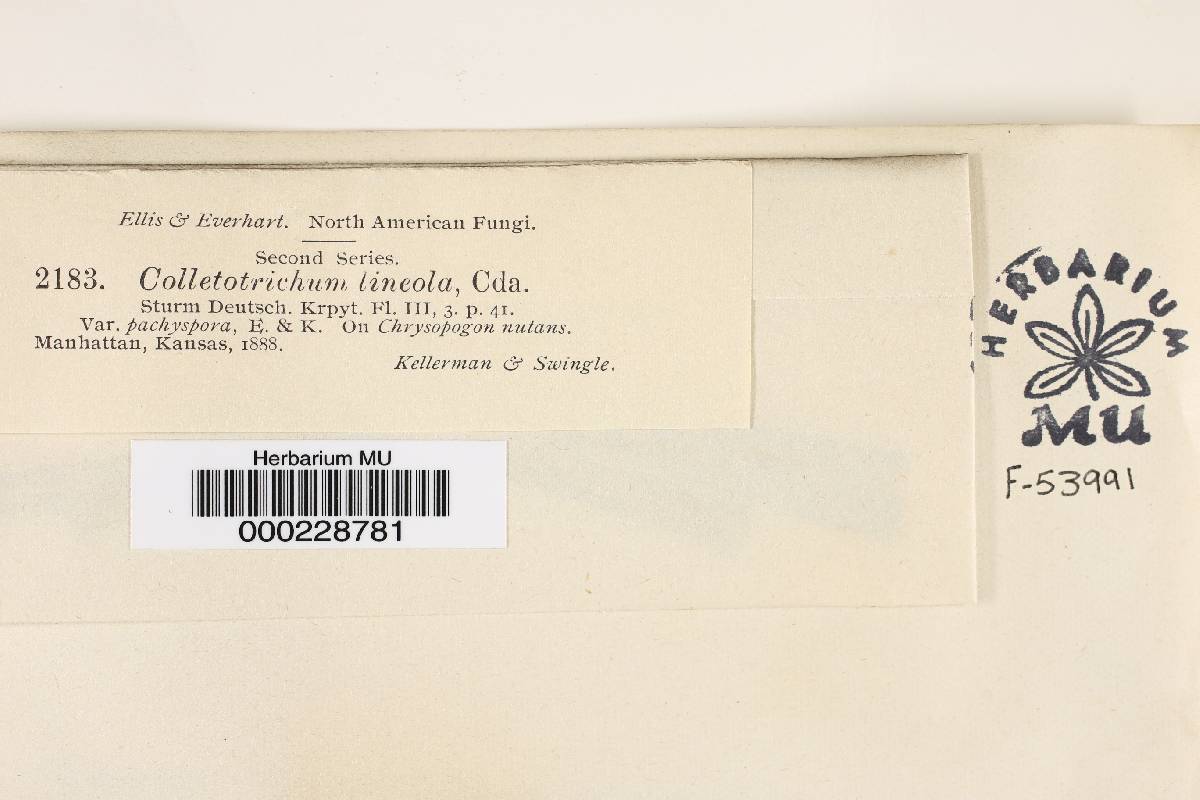 Ellis & Everhart. North American Fungi.
Second Series.
2183. Colletotrichum lineola, Cda.
Sturm Deutsch. Krpyt. Fl. III, 3. p. 41.
Var. pachyspora, E. & K. On Chrysopogon nutans.
Manhattan, Kansas, 1888.
Kellerman & Swingle.
Herbarium MU
000228781
HERBARIUM
MU
F-53991